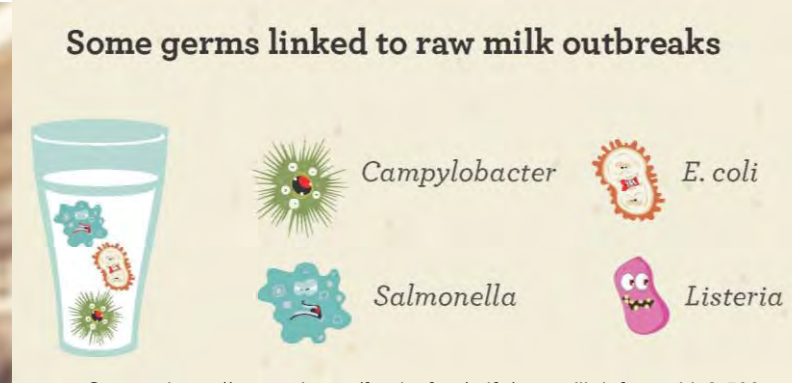 Some germs linked to raw milk outbreaks
Campylobacter
E. coli
Salmonella
Listeria